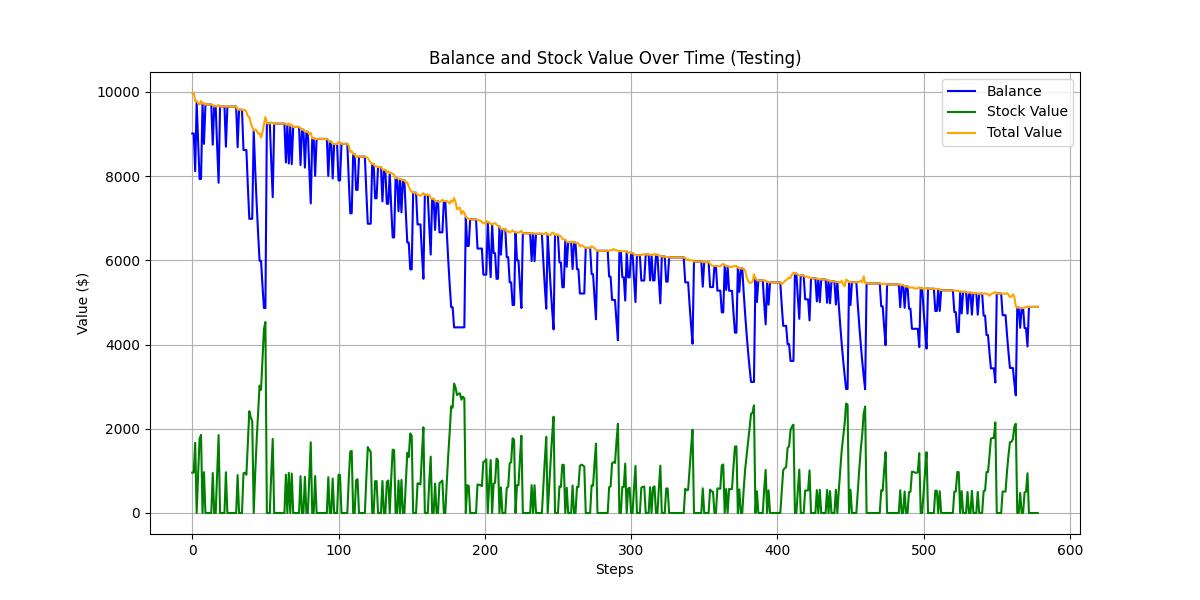 Balance and Stock Value Over Time (Testing)
Balance
Stock Value
Total Value
Value ($)
10000
8000
6000
4000
2000
0
0 100 200 300 400 500 600
Steps